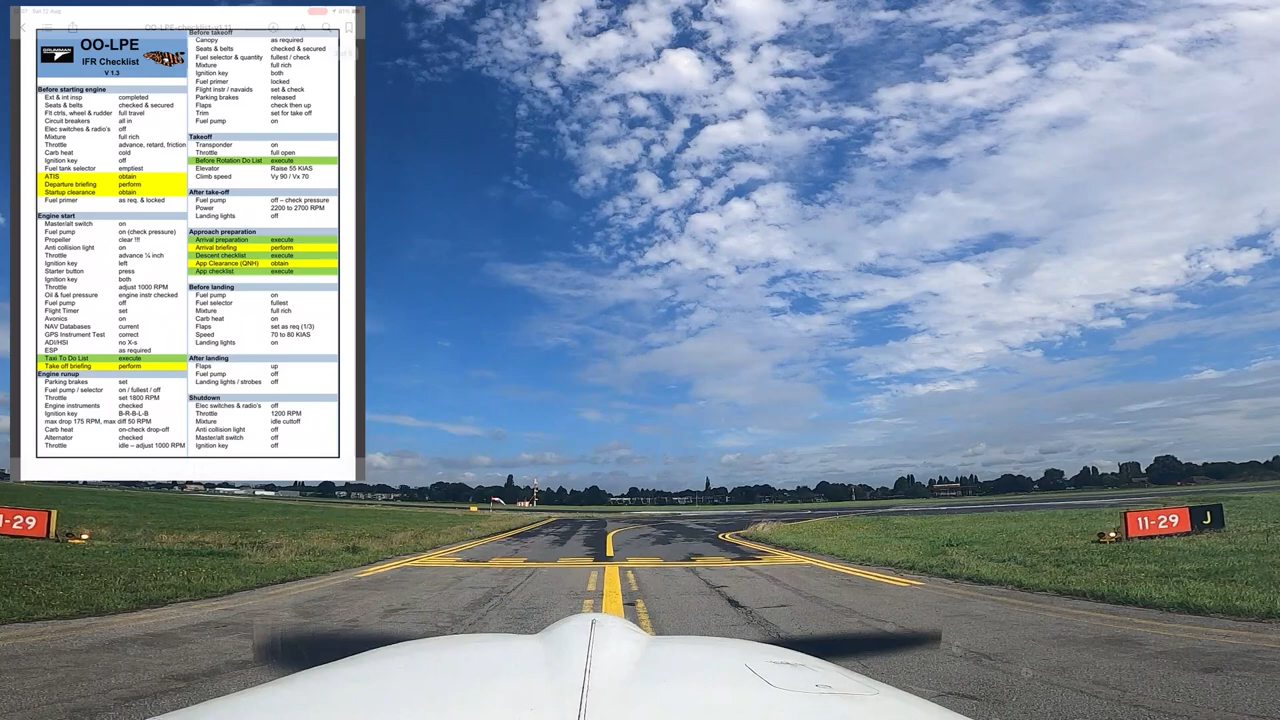 Sat 12 Aug
OO-LPE-checklist-v1.11
GRUMMAN
OO-LPE
IFR Checklist
V 1.3
Before starting engine
Ext & int insp completed
Seats & belts checked & secured
Flt ctrls, wheel & rudder full travel
Circuit breakers all in
Elec switches & radio's off
Mixture full rich
Throttle advance, retard, friction
Carb heat cold
Ignition key off
Fuel tank selector emptiest
ATIS obtain
Departure briefing perform
Startup clearance obtain
Fuel primer as req. & locked
Engine start
Master/alt switch on
Fuel pump on (check pressure)
Propeller clear !!!
Anti collision light on
Throttle advance ¼ inch
Ignition key left
Starter button press
Ignition key both
Throttle adjust 1000 RPM
Oil & fuel pressure engine instr checked
Fuel pump off
Flight Timer set
Avonics on
NAV Databases current
GPS Instrument Test correct
ADI/HSI no X-s
ESP as required
Taxi To Do List execute
Take off briefing perform
Engine runup
Parking brakes set
Fuel pump / selector on / fullest / off
Throttle set 1800 RPM
Engine instruments checked
Ignition key B-R-B-L-B
max drop 175 RPM, max diff 50 RPM
Carb heat on-check drop-off
Alternator checked
Throttle idle – adjust 1000 RPM
Before takeoff
Canopy as required
Seats & belts checked & secured
Fuel selector & quantity fullest / check
Mixture full rich
Ignition key both
Fuel primer locked
Flight instr / navaids set & check
Parking brakes released
Flaps check then up
Trim set for take off
Fuel pump on
Takeoff
Transponder on
Throttle full open
Before Rotation Do List execute
Elevator Raise 55 KIAS
Climb speed Vy 90 / Vx 70
After take-off
Fuel pump off – check pressure
Power 2200 to 2700 RPM
Landing lights off
Approach preparation
Arrival preparation execute
Arrival briefing perform
Descent checklist execute
App Clearance (QNH) obtain
App checklist execute
Before landing
Fuel pump on
Fuel selector fullest
Mixture full rich
Carb heat on
Flaps set as req (1/3)
Speed 70 to 80 KIAS
Landing lights on
After landing
Flaps up
Fuel pump off
Landing lights / strobes off
Shutdown
Elec switches & radio's off
Throttle 1200 RPM
Mixture idle cuttoff
Anti collision light off
Master/alt switch off
Ignition key off
1-29
11-29 J